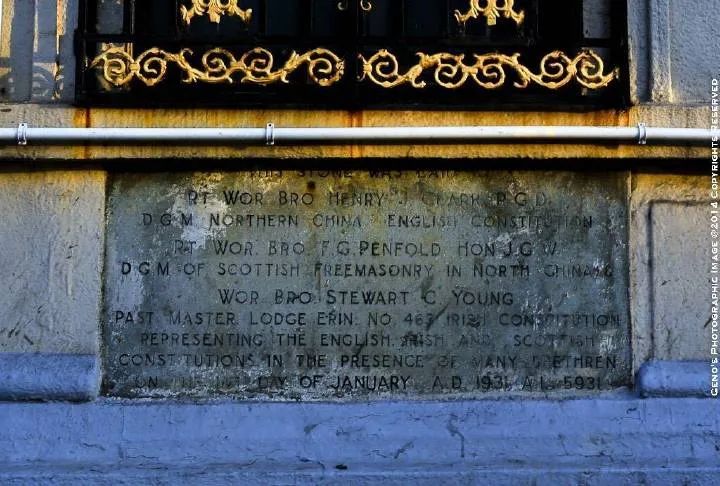 THIS STONE WAS LAID
RT WOR BRO HENRY J. CLARK P.G.D.
D.G.M. NORTHERN CHINA ENGLISH CONSTITUTION
RT. WOR. BRO. F.G. PENFOLD HON. J.G.W.
D.G.M OF SCOTTISH FREEMASONRY IN NORTH CHINA
WOR BRO STEWART C. YOUNG
PAST MASTER LODGE ERIN NO 463 IRISH CONSTITUTION
REPRESENTING THE ENGLISH, IRISH AND SCOTTISH
CONSTITUTIONS IN THE PRESENCE OF MANY BRETHREN
ON THE DAY OF JANUARY A.D. 1931 A.L. 5931
GENO'S PHOTOGRAPHIC IMAGE ©2014 COPYRIGHTS RESERVED